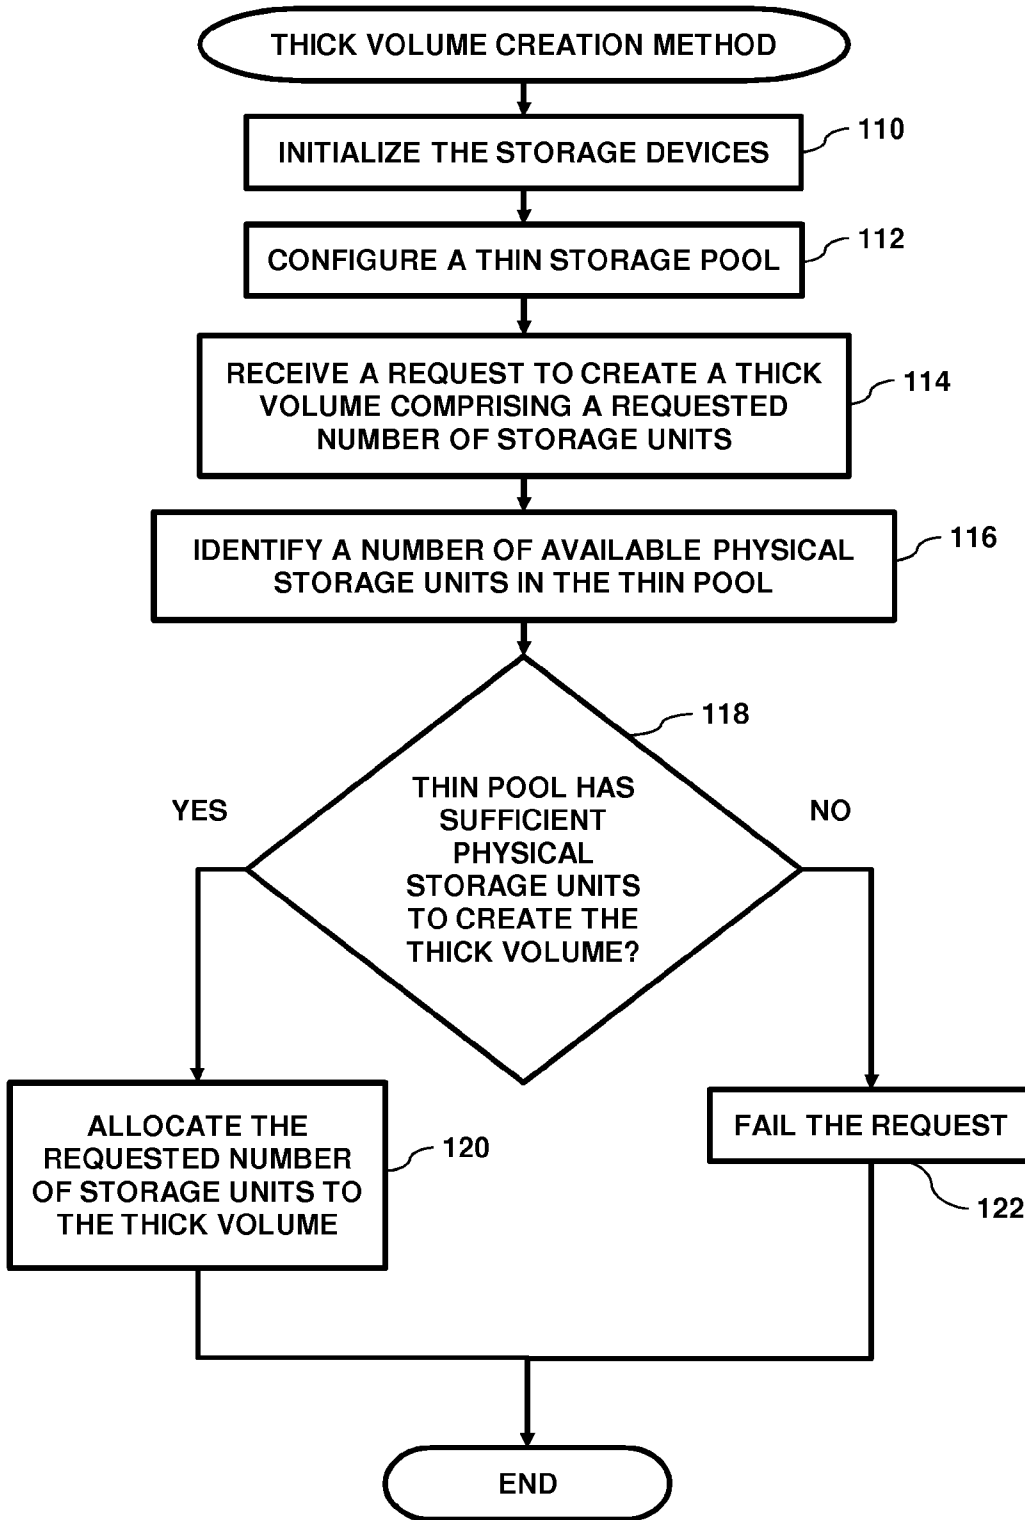 THICK VOLUME CREATION METHOD
INITIALIZE THE STORAGE DEVICES
110
CONFIGURE A THIN STORAGE POOL
112
RECEIVE A REQUEST TO CREATE A THICK
VOLUME COMPRISING A REQUESTED
NUMBER OF STORAGE UNITS
114
IDENTIFY A NUMBER OF AVAILABLE PHYSICAL
STORAGE UNITS IN THE THIN POOL
116
118
THIN POOL HAS
SUFFICIENT
PHYSICAL
STORAGE UNITS
TO CREATE THE
THICK VOLUME?
YES
NO
ALLOCATE THE
REQUESTED NUMBER
OF STORAGE UNITS TO
THE THICK VOLUME
120
FAIL THE REQUEST
122
END